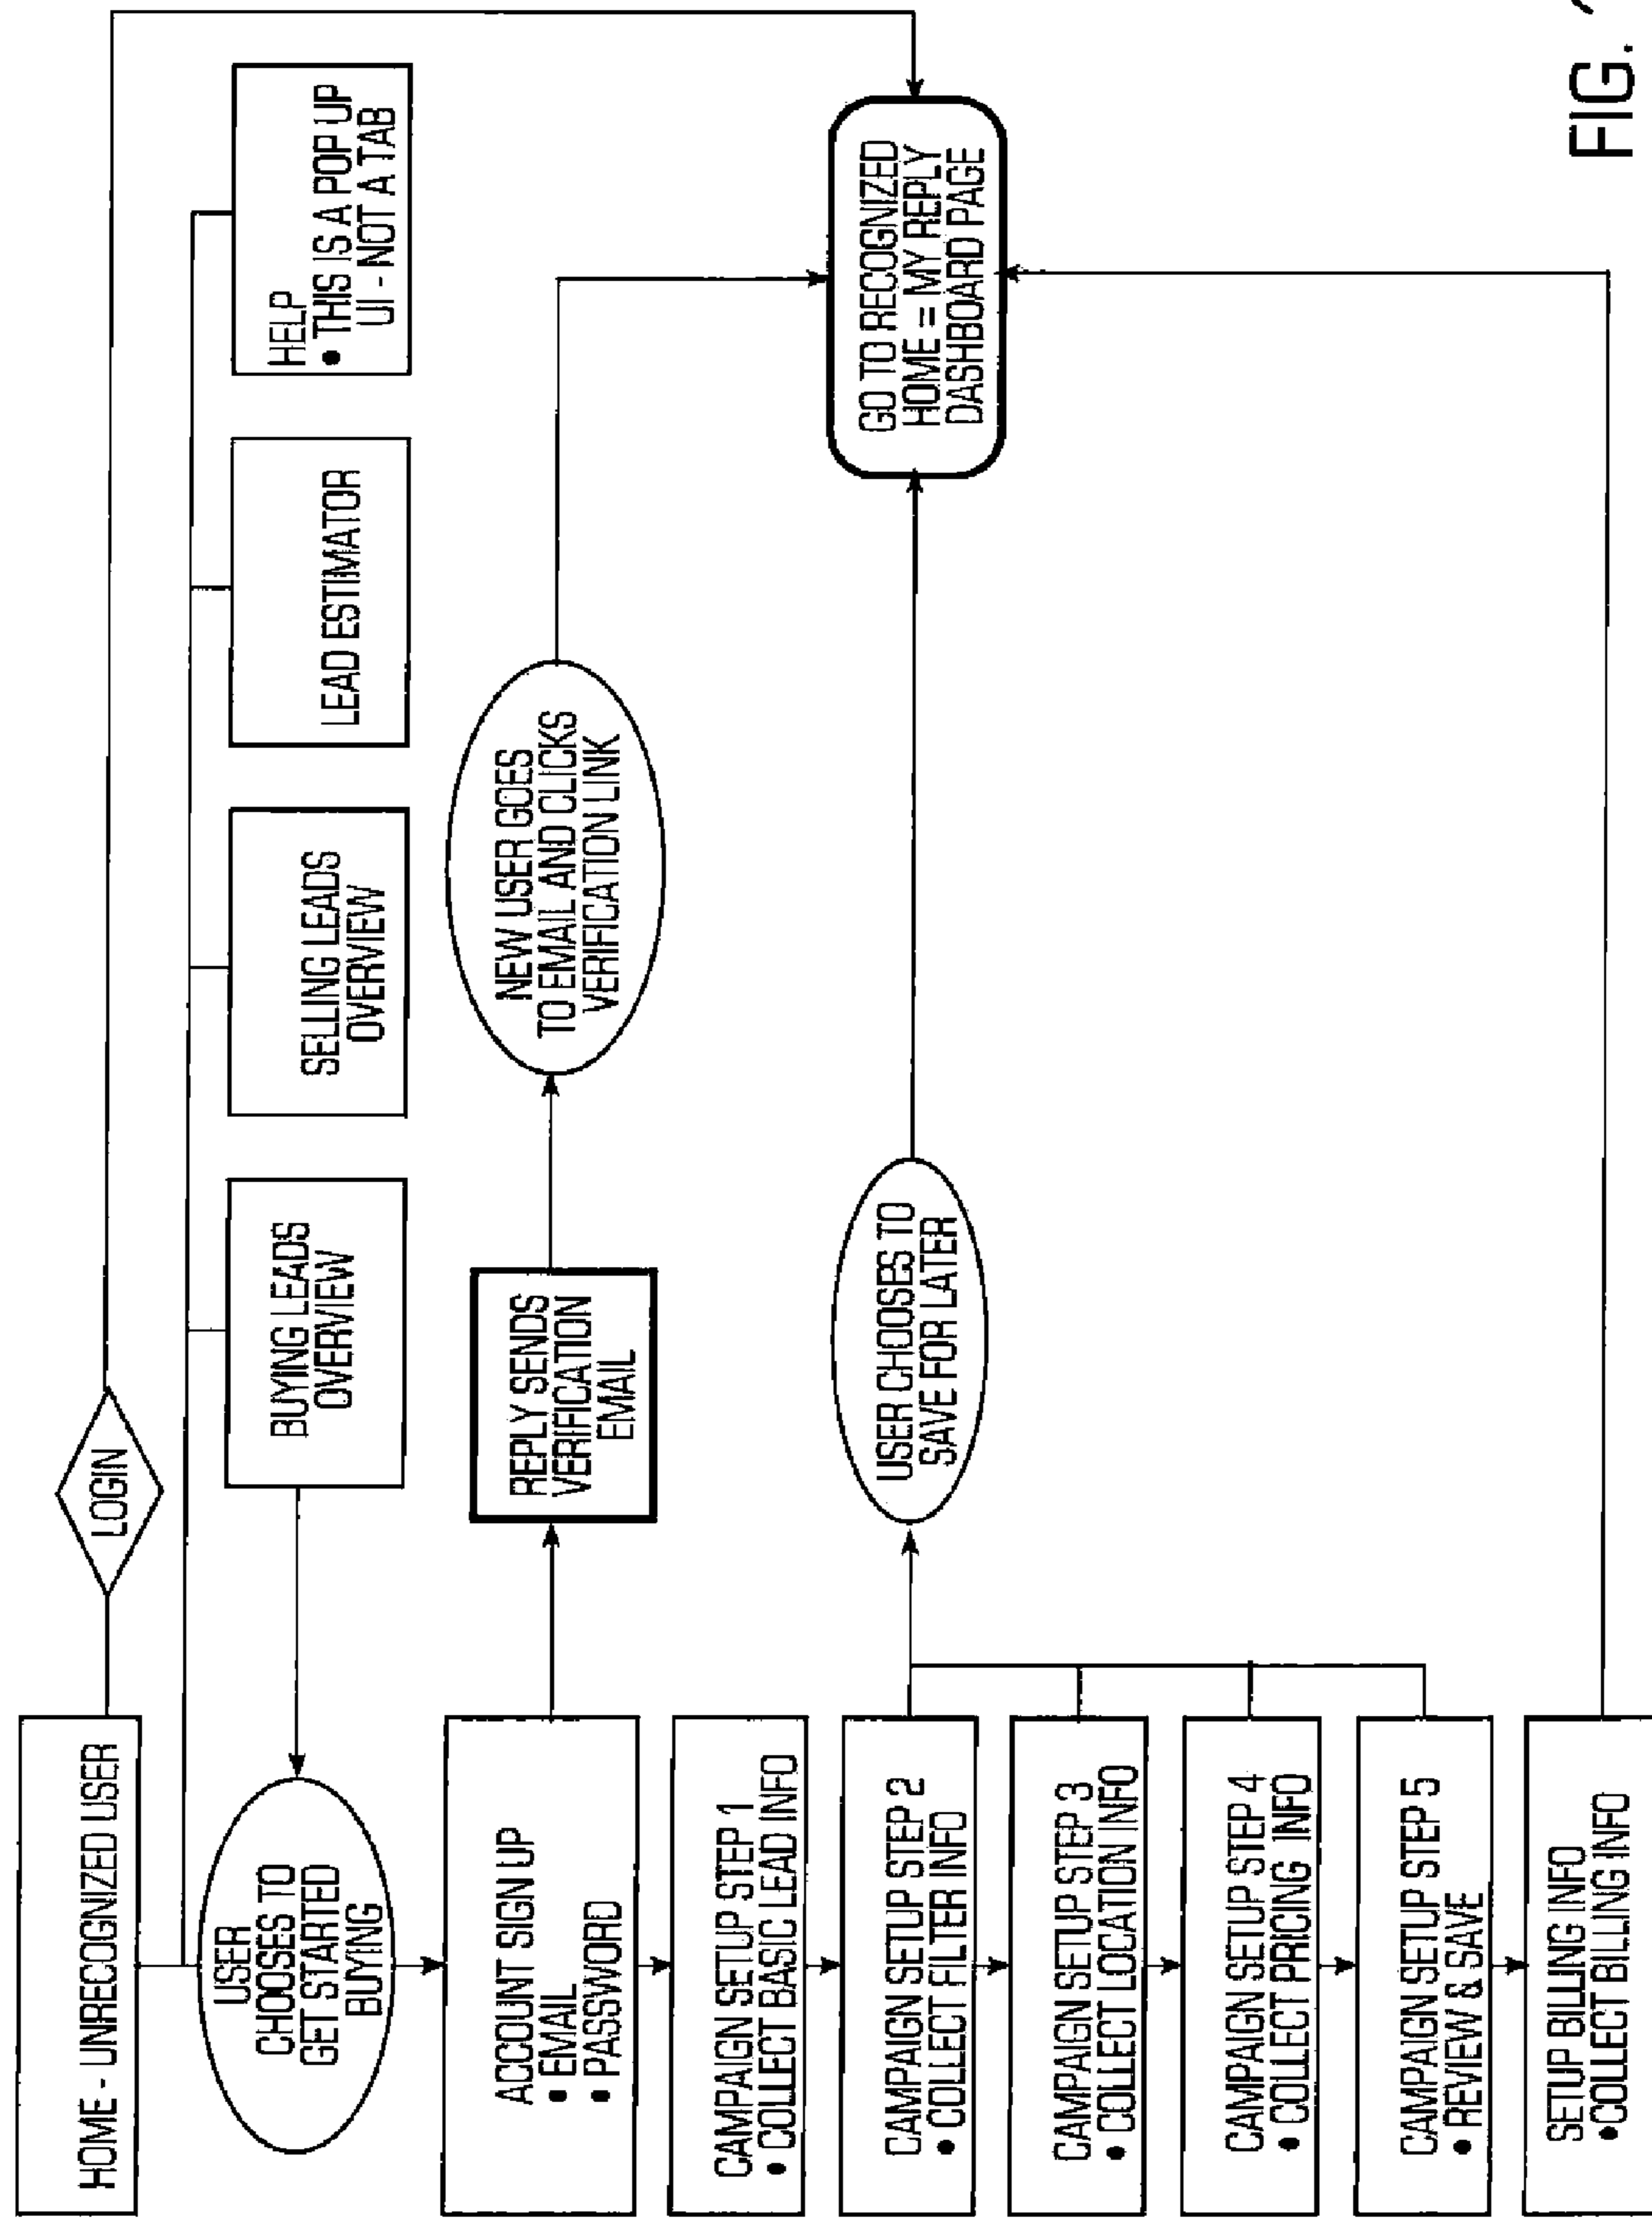 HOME - UNRECOGNIZED USER
LOGIN
USER
CHOOSES TO
GET STARTED
BUYING
BUYING LEADS
OVERVIEW
SELLING LEADS
OVERVIEW
LEAD ESTIMATOR
HELP
• THIS IS A POP UP
UI - NOT A TAB
ACCOUNT SIGN UP
• EMAIL
• PASSWORD
REPLY SENDS
VERIFICATION
EMAIL
NEW USER GOES
TO EMAIL AND CLICKS
VERIFICATION LINK
CAMPAIGN SETUP STEP 1
• COLLECT BASIC LEAD INFO
CAMPAIGN SETUP STEP 2
• COLLECT FILTER INFO
USER CHOOSES TO
SAVE FOR LATER
GO TO RECOGNIZED
HOME = MY REPLY
DASHBOARD PAGE
CAMPAIGN SETUP STEP 3
• COLLECT LOCATION INFO
CAMPAIGN SETUP STEP 4
• COLLECT PRICING INFO
CAMPAIGN SETUP STEP 5
• REVIEW & SAVE
SETUP BILLING INFO
• COLLECT BILLING INFO
FIG.